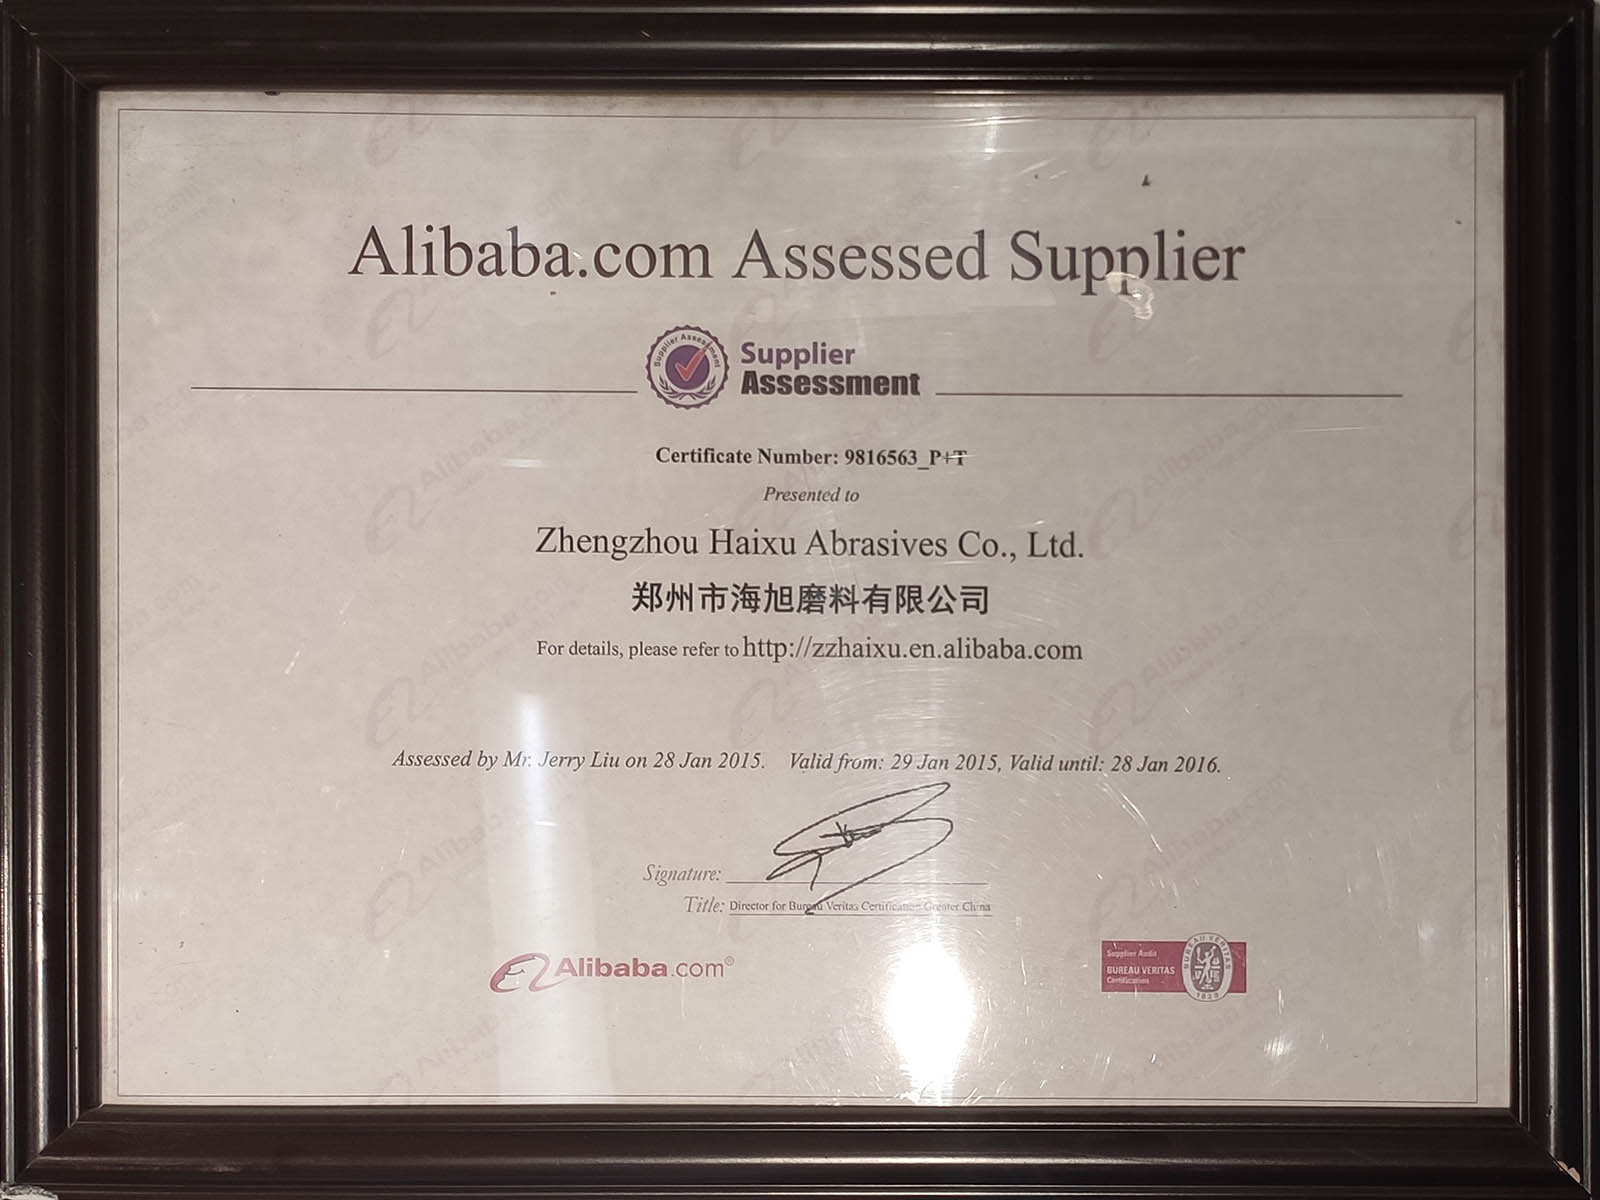 Alibaba.com Assessed Supplier
Supplier Assessment
Supplier
Assessment
Certificate Number: 9816563_P+T
Presented to
Zhengzhou Haixu Abrasives Co., Ltd.
郑州市海旭磨料有限公司
For details, please refer to http://zzhaixu.en.alibaba.com
Assessed by Mr. Jerry Liu on 28 Jan 2015. Valid from: 29 Jan 2015, Valid until: 28 Jan 2016.
Signature:
Title: Director for Bureau Veritas Certification Greater China
Alibaba.com®
Supplier Audit
BUREAU VERITAS
Certification
BUREAU VERITAS
1828